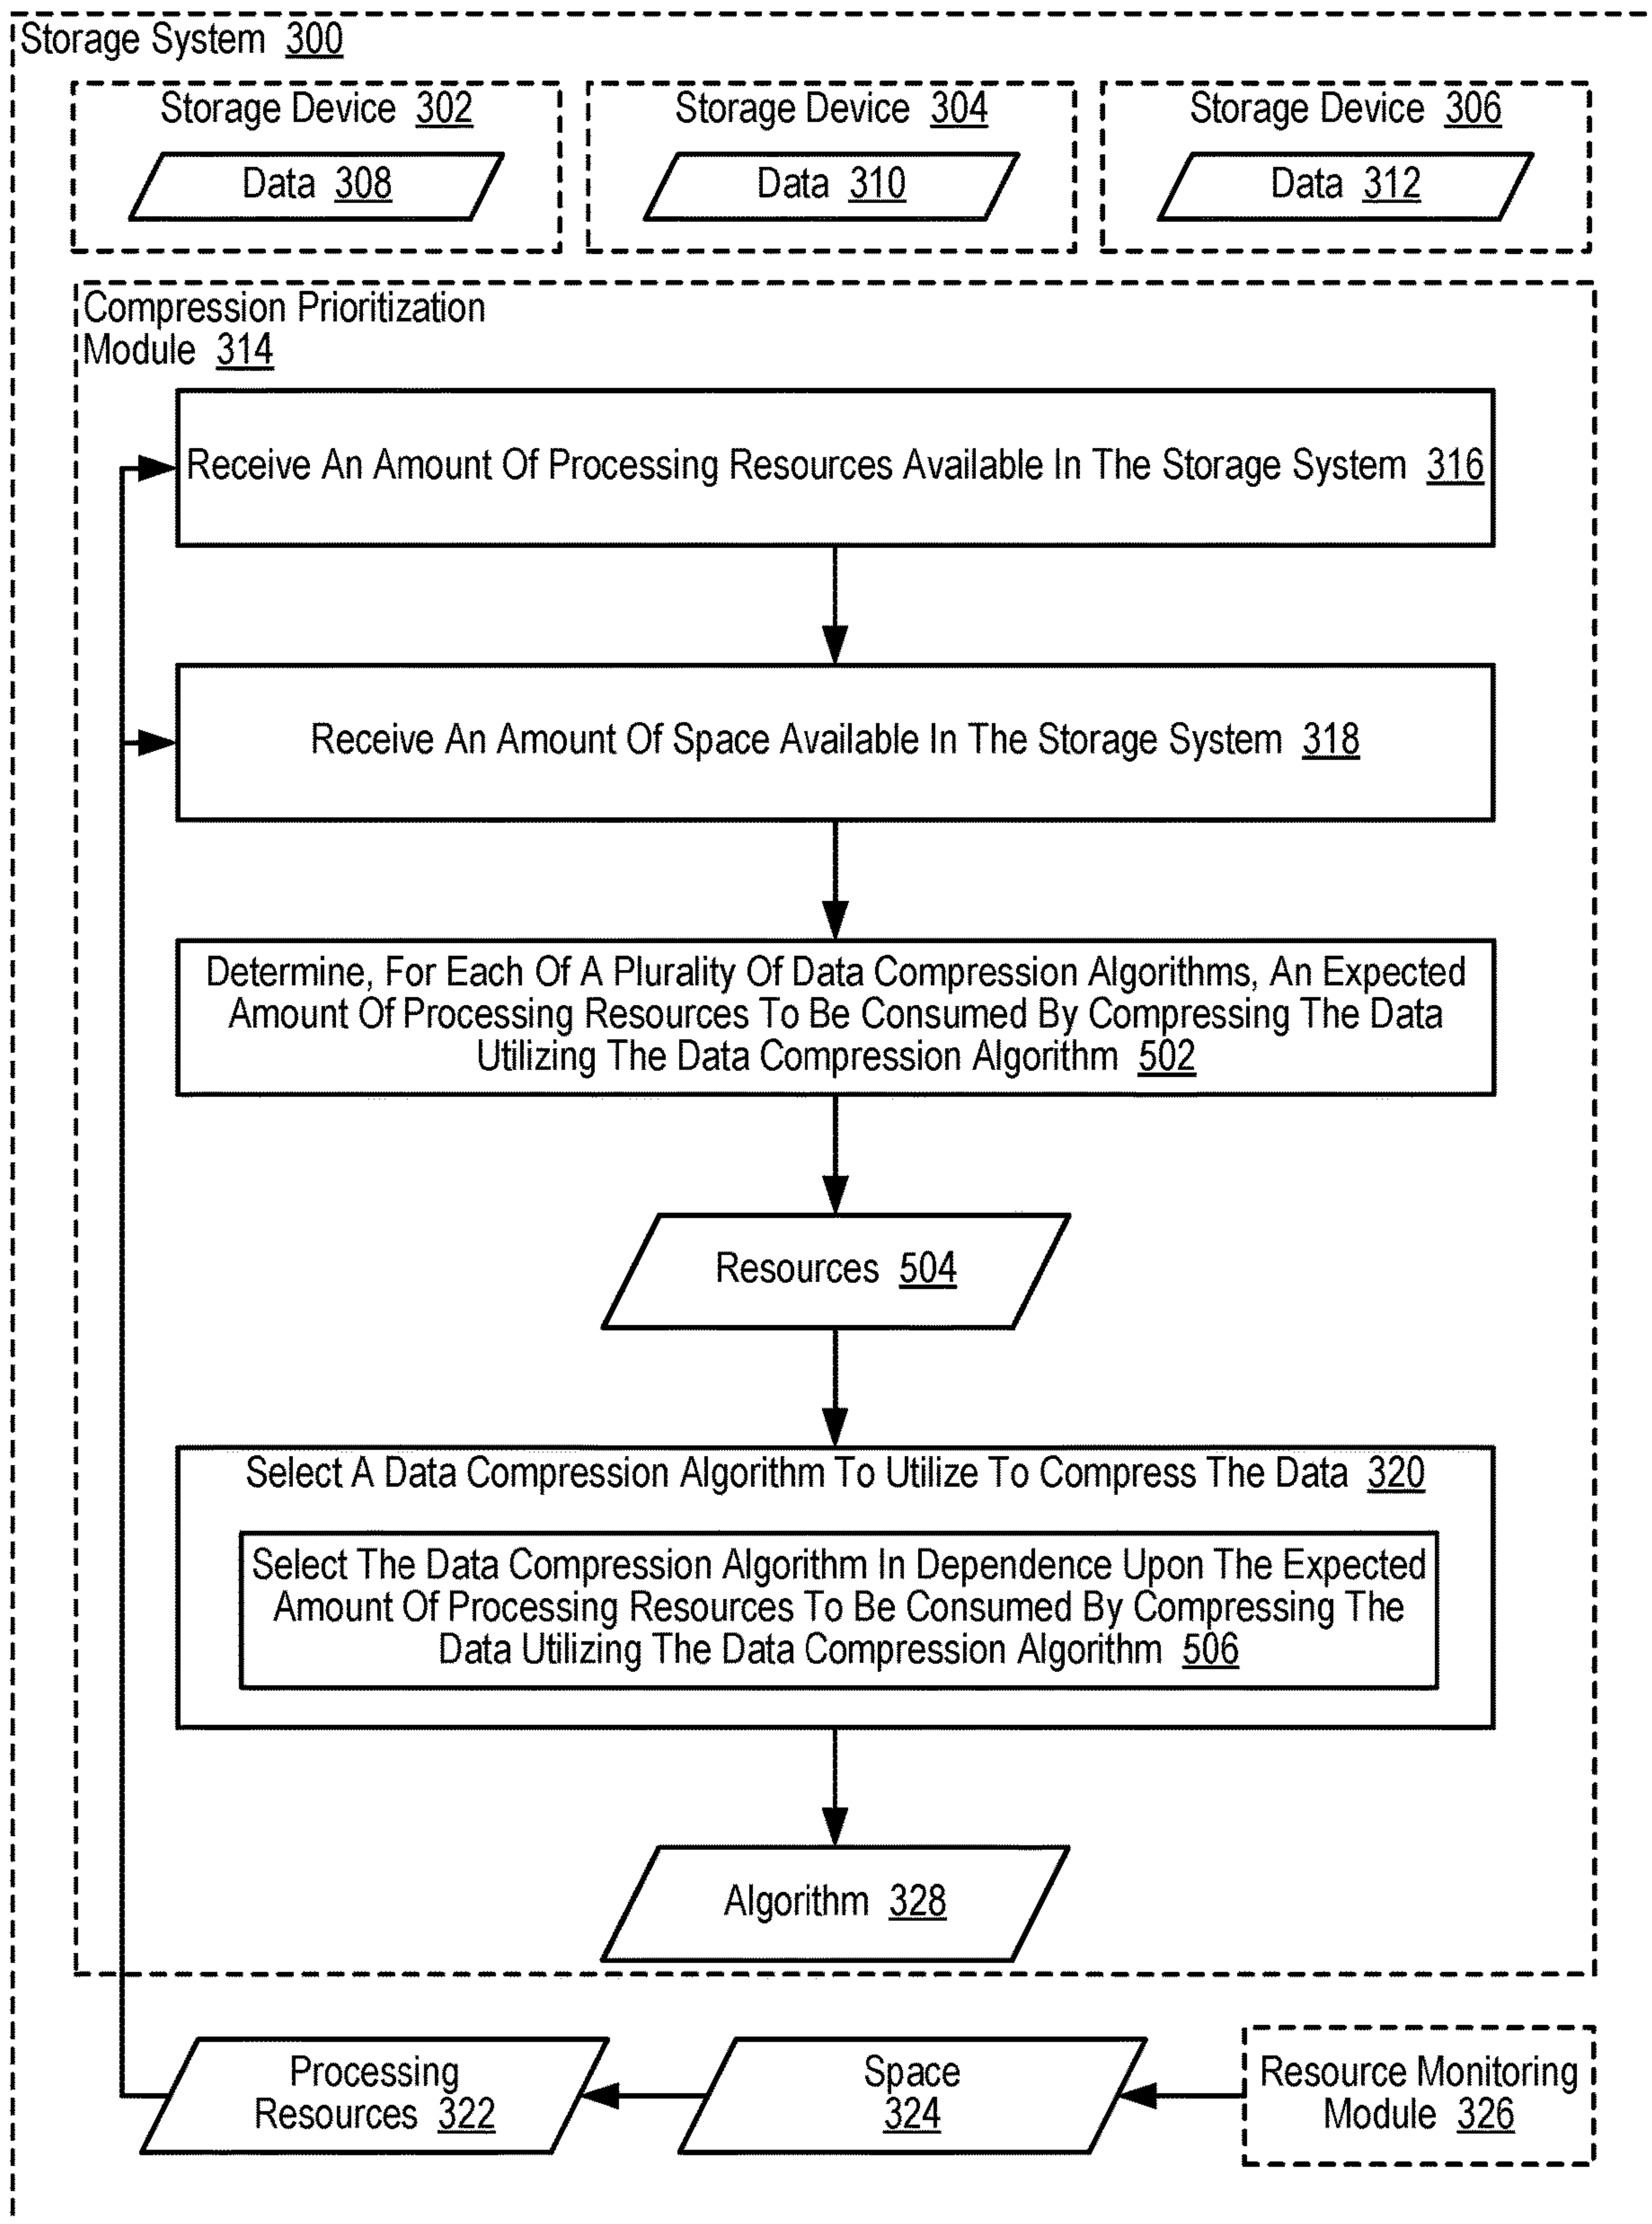 Storage System 300
Storage Device 302
Storage Device 304
Storage Device 306
Data 308
Data 310
Data 312
Compression Prioritization
Module 314
Receive An Amount Of Processing Resources Available In The Storage System 316
Receive An Amount Of Space Available In The Storage System 318
Determine, For Each Of A Plurality Of Data Compression Algorithms, An Expected
Amount Of Processing Resources To Be Consumed By Compressing The Data
Utilizing The Data Compression Algorithm 502
Resources 504
Select A Data Compression Algorithm To Utilize To Compress The Data 320
Select The Data Compression Algorithm In Dependence Upon The Expected
Amount Of Processing Resources To Be Consumed By Compressing The
Data Utilizing The Data Compression Algorithm 506
Algorithm 328
Processing
Resources 322
Space
324
Resource Monitoring
Module 326